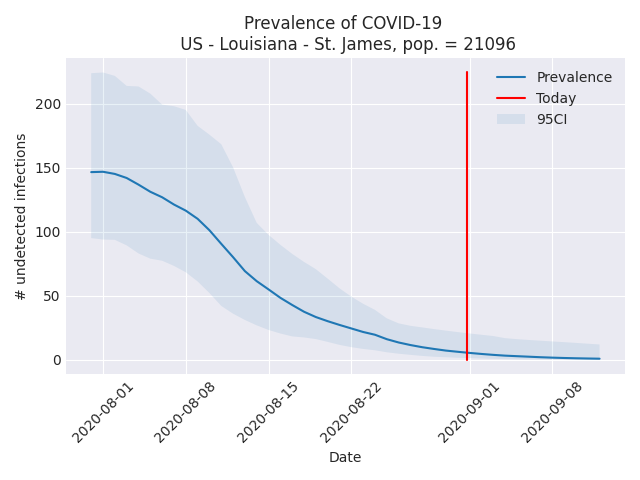 Prevalence of COVID-19
US - Louisiana - St. James, pop. = 21096
Prevalence
Today
95CI
# undetected infections
200
150
100
50
0
2020-08-01
2020-08-08
2020-08-15
2020-08-22
2020-09-01
2020-09-08
Date